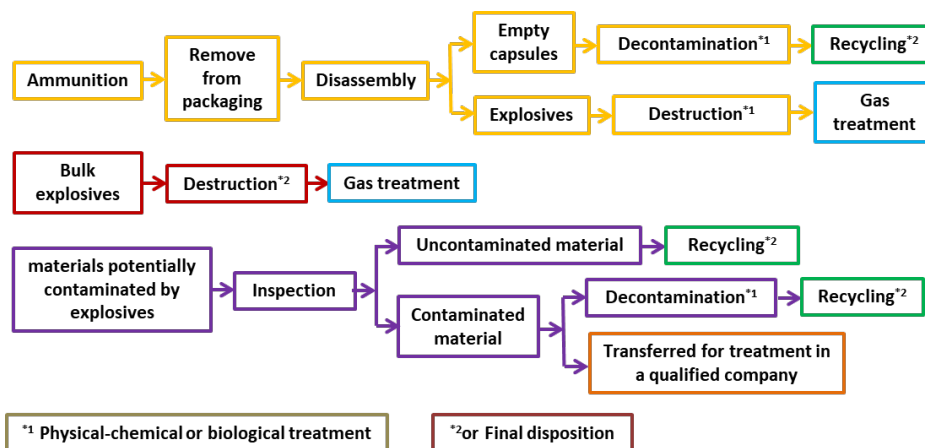 Ammunition
Remove
from
packaging
Disassembly
Empty
capsules
Decontamination*1
Recycling*2
Explosives
Destruction*1
Gas
treatment
Bulk
explosives
Destruction*2
Gas treatment
materials potentially
contaminated by
explosives
Inspection
Uncontaminated material
Recycling*2
Contaminated
material
Decontamination*1
Recycling*2
Transferred for treatment in
a qualified company
*1 Physical-chemical or biological treatment
*2or Final disposition